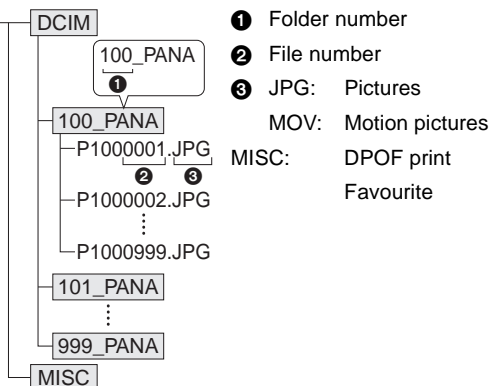 DCIM
100_PANA
❶
100_PANA
P1000001.JPG
❷ ❸
P1000002.JPG
P1000999.JPG
101_PANA
999_PANA
MISC
❶ Folder number
❷ File number
❸ JPG: Pictures
MOV: Motion pictures
MISC: DPOF print
Favourite